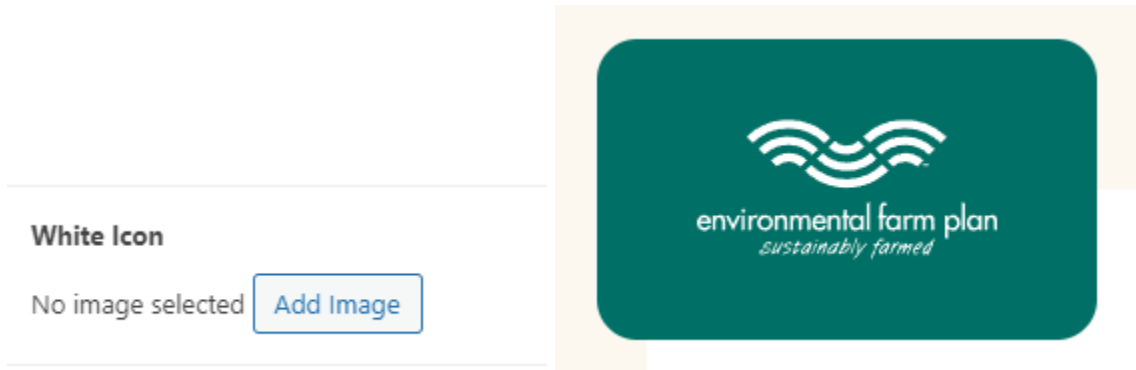 White Icon
No image selected Add Image
environmental farm plan
sustainably farmed